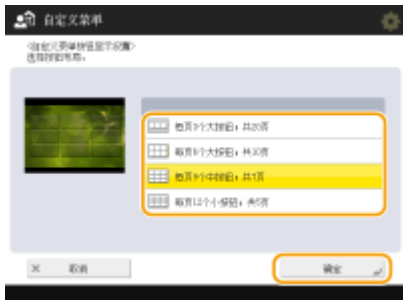 自定义菜单
<自定义菜单按钮显示设置>
选择按钮布局。
每页3个大按钮：共20页
每页6个大按钮：共10页
每页9个中按钮：共7页
每页12个小按钮：共5页
取消
确定